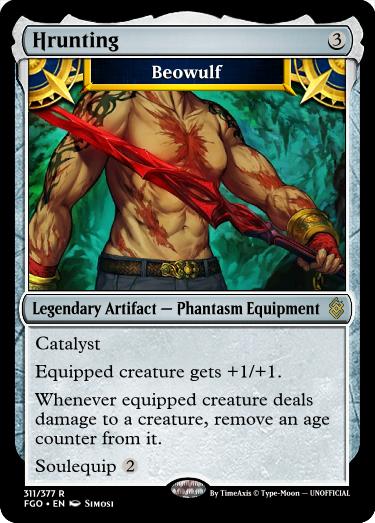 Hrunting 3
Beowulf
Legendary Artifact — Phantasm Equipment
Catalyst
Equipped creature gets +1/+1.
Whenever equipped creature deals
damage to a creature, remove an age
counter from it.
Soulequip 2
311/377 R
FGO • EN Simosi
By TimeAxis © Type-Moon — UNOFFICIAL